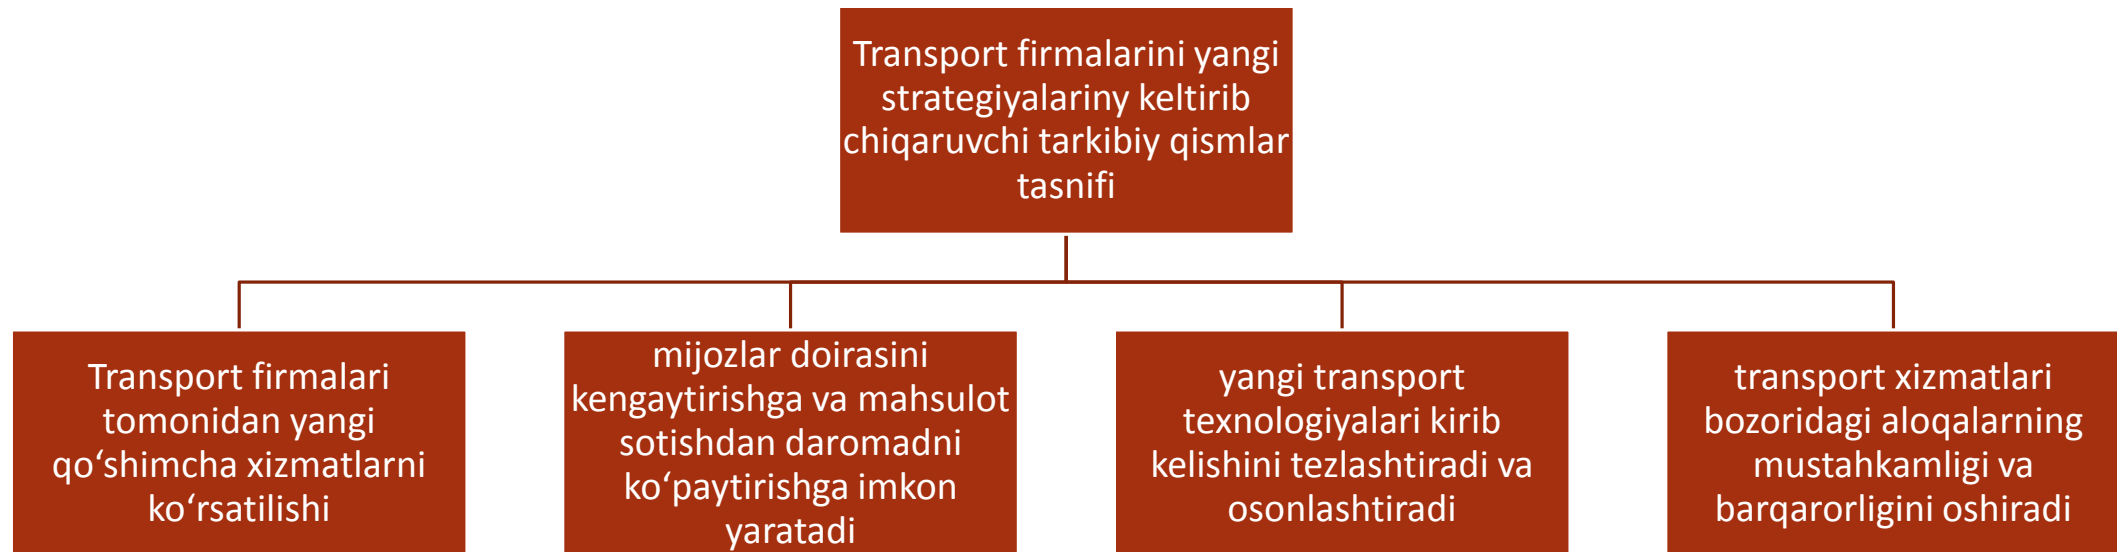 Transport firmalarini yangi
strategiyalariny keltirib
chiqaruvchi tarkibiy qismlar
tasnifi
Transport firmalari
tomonidan yangi
qo‘shimcha xizmatlarni
ko‘rsatilishi
mijozlar doirasini
kengaytirishga va mahsulot
sotishdan daromadni
ko‘paytirishga imkon
yaratadi
yangi transport
texnologiyalari kirib
kelishini tezlashtiradi va
osonlashtiradi
transport xizmatlari
bozoridagi aloqalarning
mustahkamligi va
barqarorligini oshiradi